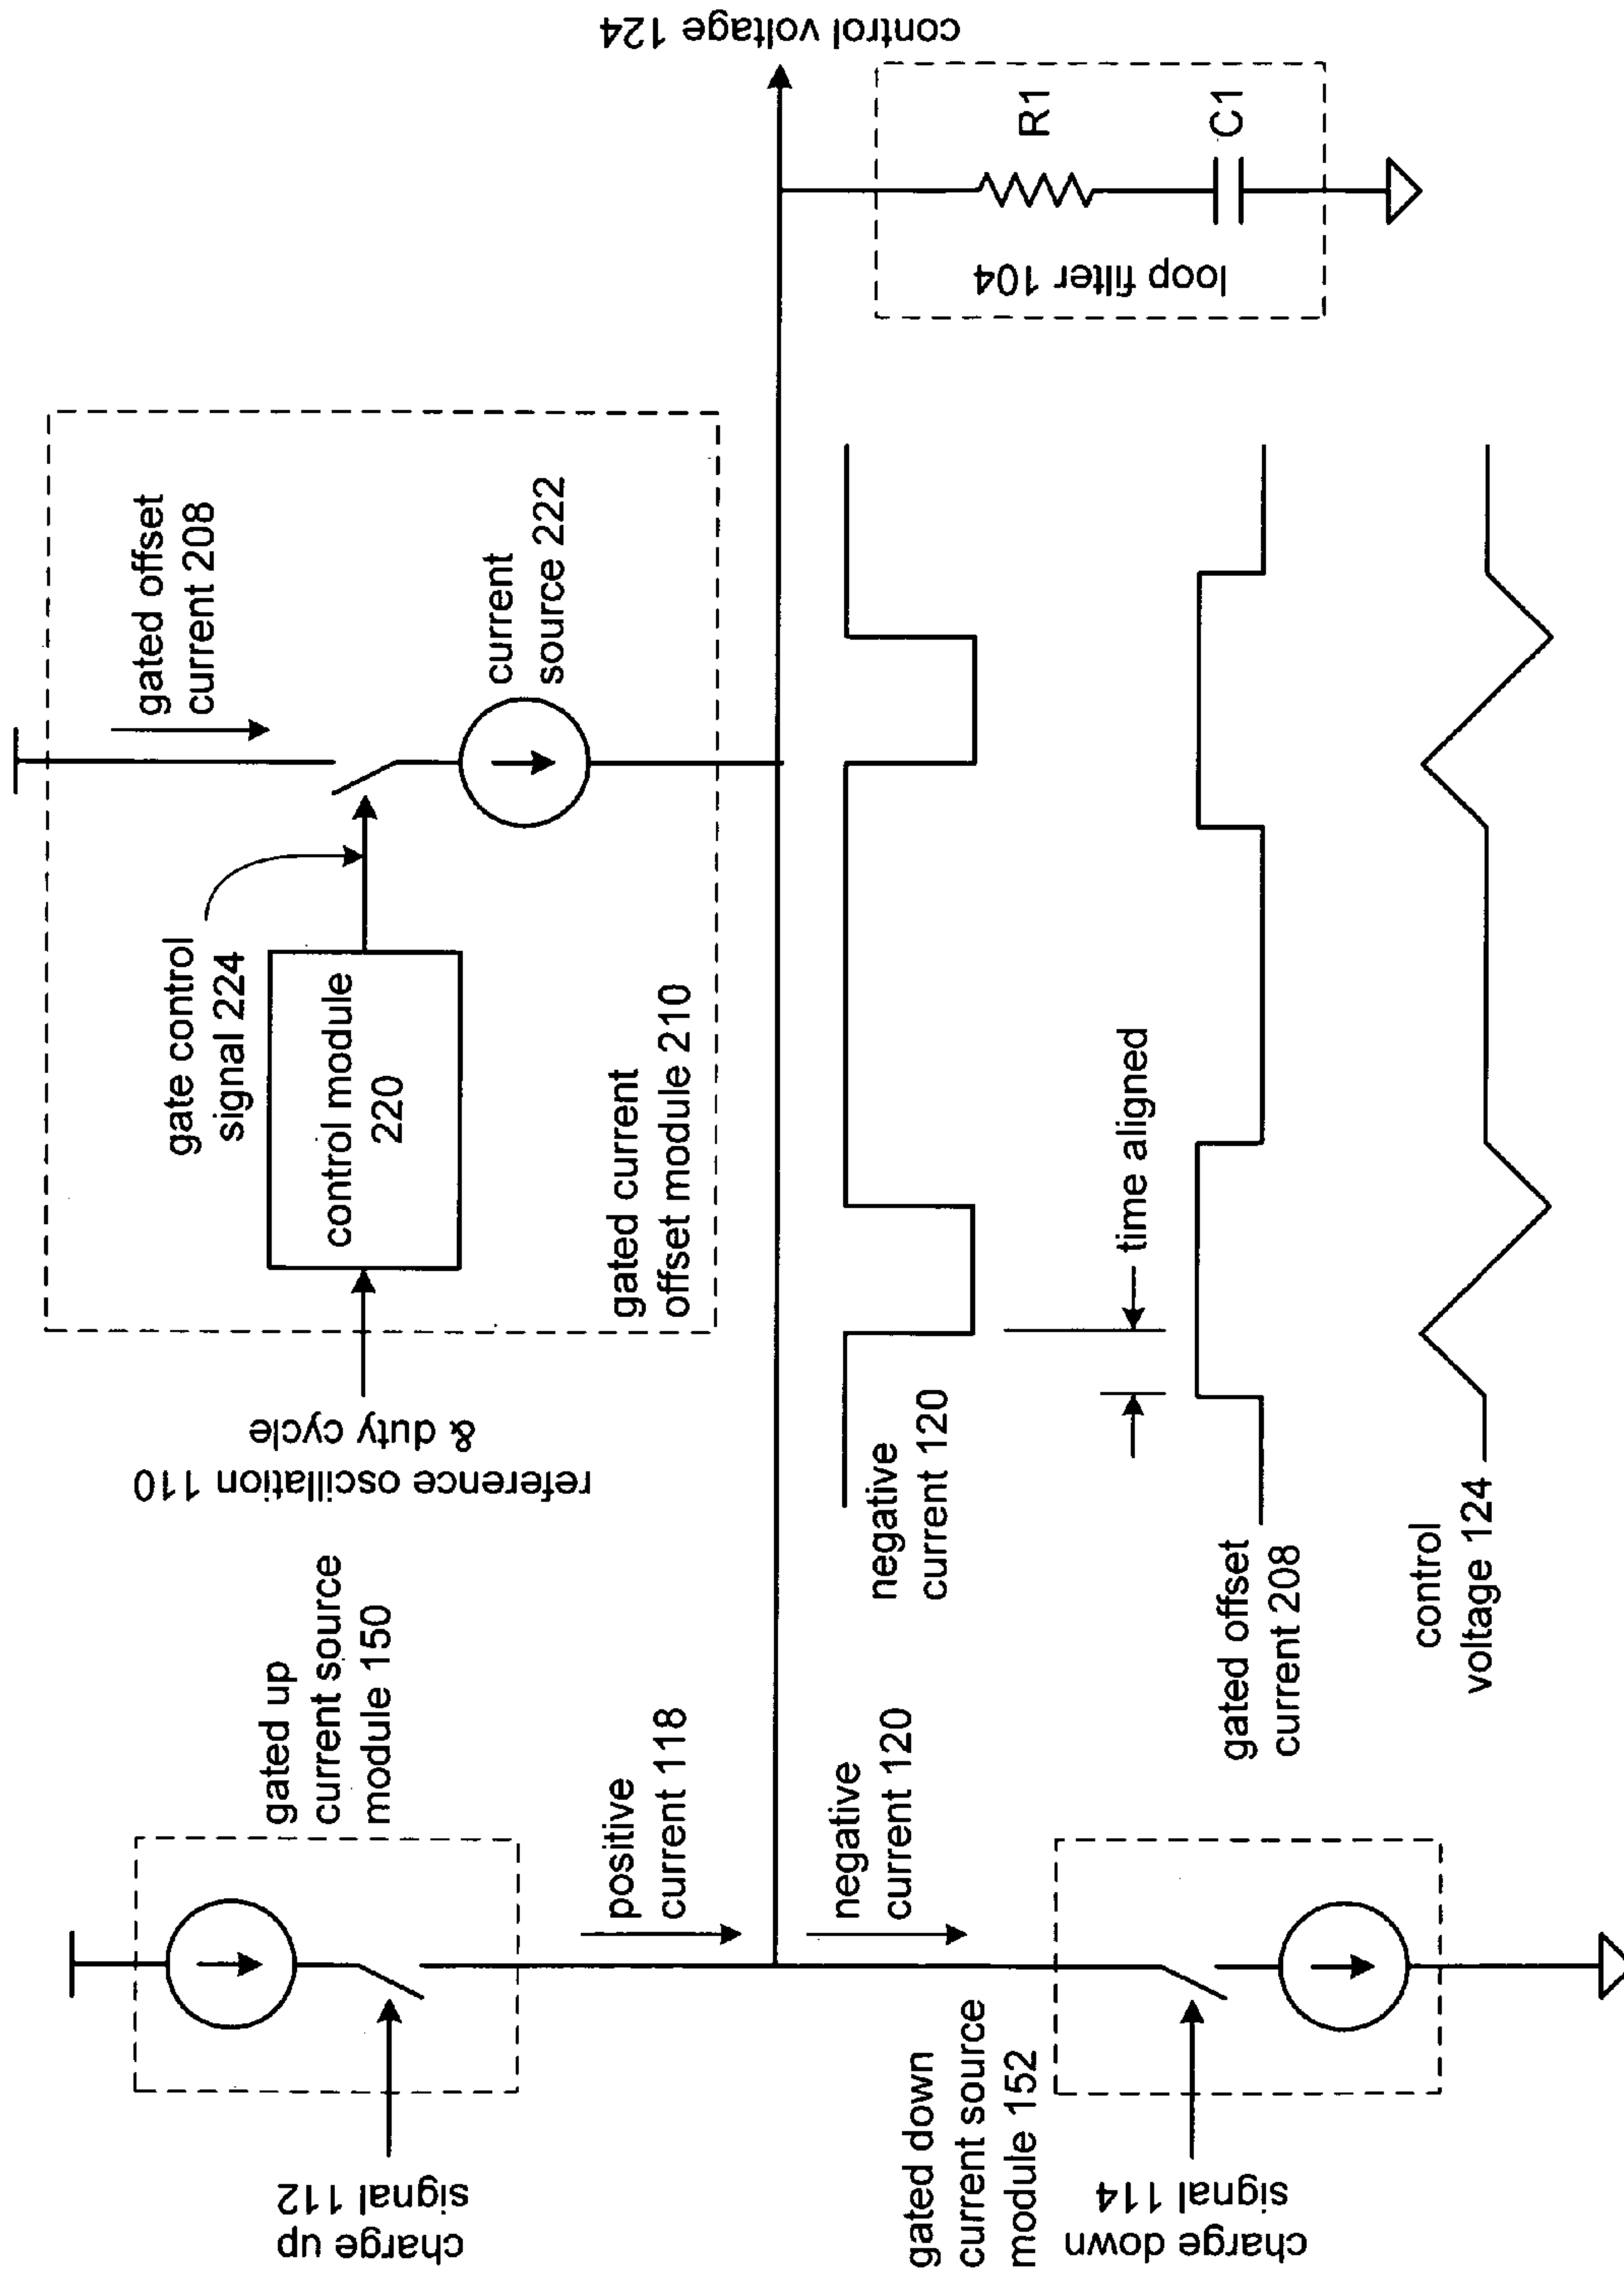 charge up
signal 112
gated up
current source
module 150
positive
current 118
negative
current 120
gated down
current source
module 152
charge down
signal 114
reference oscillation 110
& duty cycle
control module
220
gate control
signal 224
gated offset
current 208
current
source 222
gated current
offset module 210
control voltage 124
loop filter 104
R1
C1
negative
current 120
time aligned
gated offset
current 208
control
voltage 124